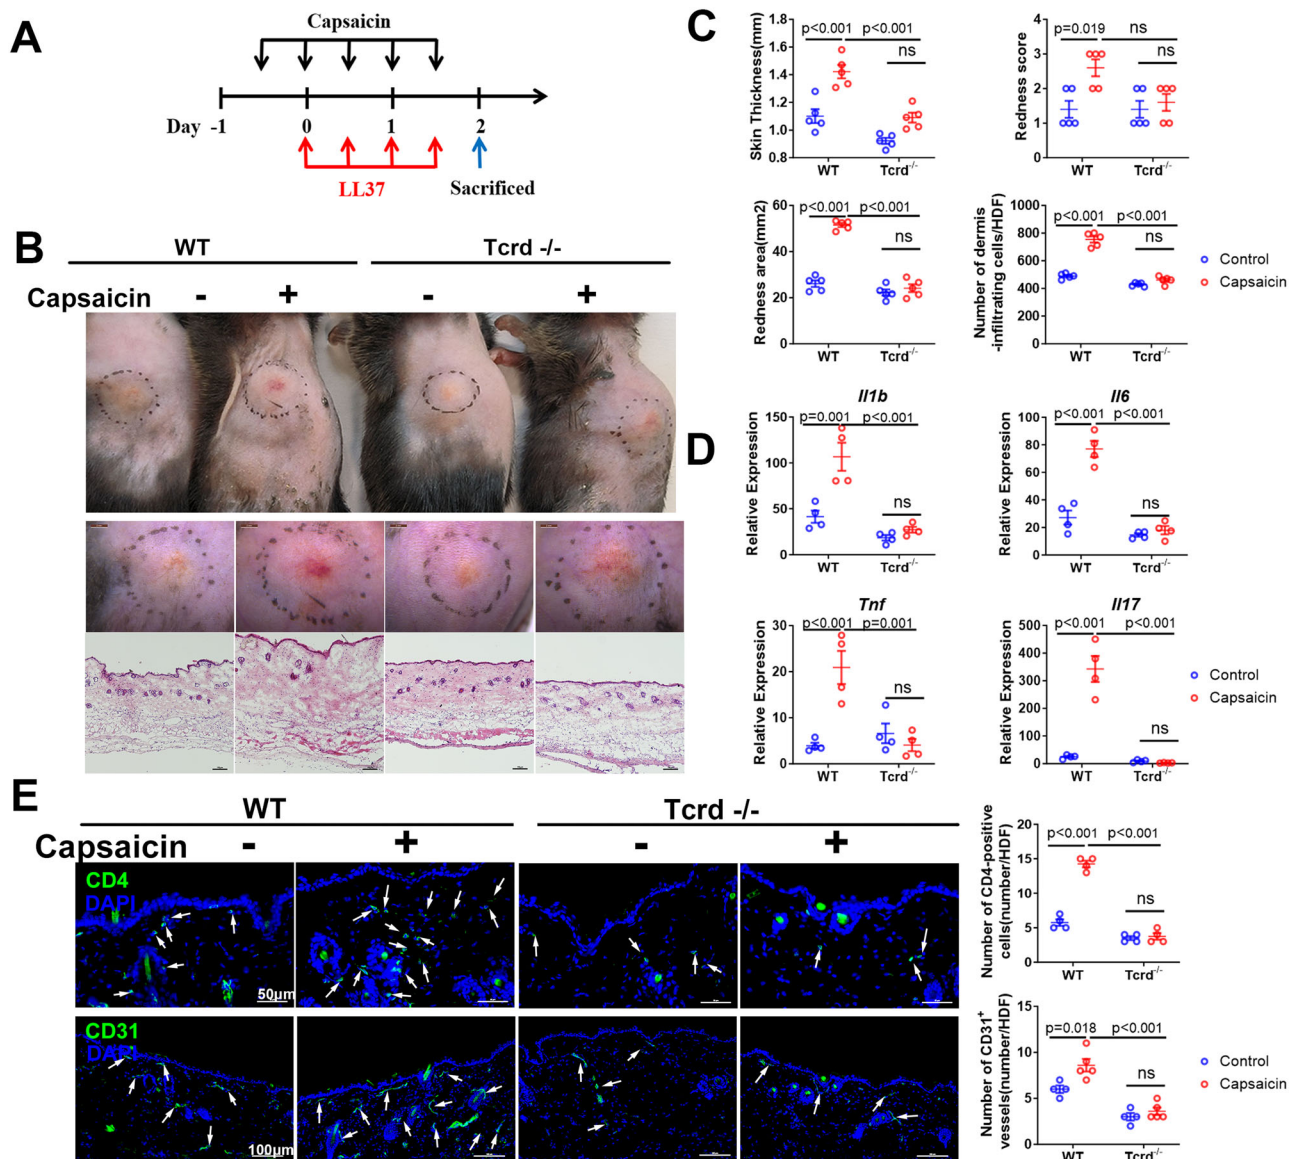 A
Capsaicin
Day -1 0 1 2
LL37 Sacrificed
B
WT Tcrd -/-
Capsaicin - + - +
C
Skin Thickness(mm)
1.8
1.6
1.4
1.2
1.0
0.8
p<0.001 p<0.001
ns
WT Tcrd-/-
Redness score
4
3
2
1
0
p=0.019 ns
ns
WT Tcrd-/-
Redness area(mm2)
60
40
20
0
p<0.001 p<0.001
ns
WT Tcrd-/-
Number of dermis
-infiltrating cells/HDF)
1000
800
600
400
200
0
p<0.001 p<0.001
ns
WT Tcrd-/-
Control
Capsaicin
D
Il1b
Relative Expression
150
100
50
0
p=0.001 p<0.001
ns
WT Tcrd-/-
Il6
Relative Expression
100
80
60
40
20
0
p<0.001 p<0.001
ns
WT Tcrd-/-
Tnf
Relative Expression
30
20
10
0
p<0.001 p=0.001
ns
WT Tcrd-/-
Il17
Relative Expression
500
400
300
200
100
0
p<0.001 p<0.001
ns
WT Tcrd-/-
Control
Capsaicin
E
WT Tcrd -/-
Capsaicin - + - +
CD4
DAPI
50μm
CD31
DAPI
100μm
Number of CD4-positive
cells(number/HDF)
20
15
10
5
0
p<0.001 p<0.001
ns
WT Tcrd-/-
Number of CD31+
vessels(number/HDF)
15
10
5
0
p=0.018 p<0.001
ns
WT Tcrd-/-
Control
Capsaicin